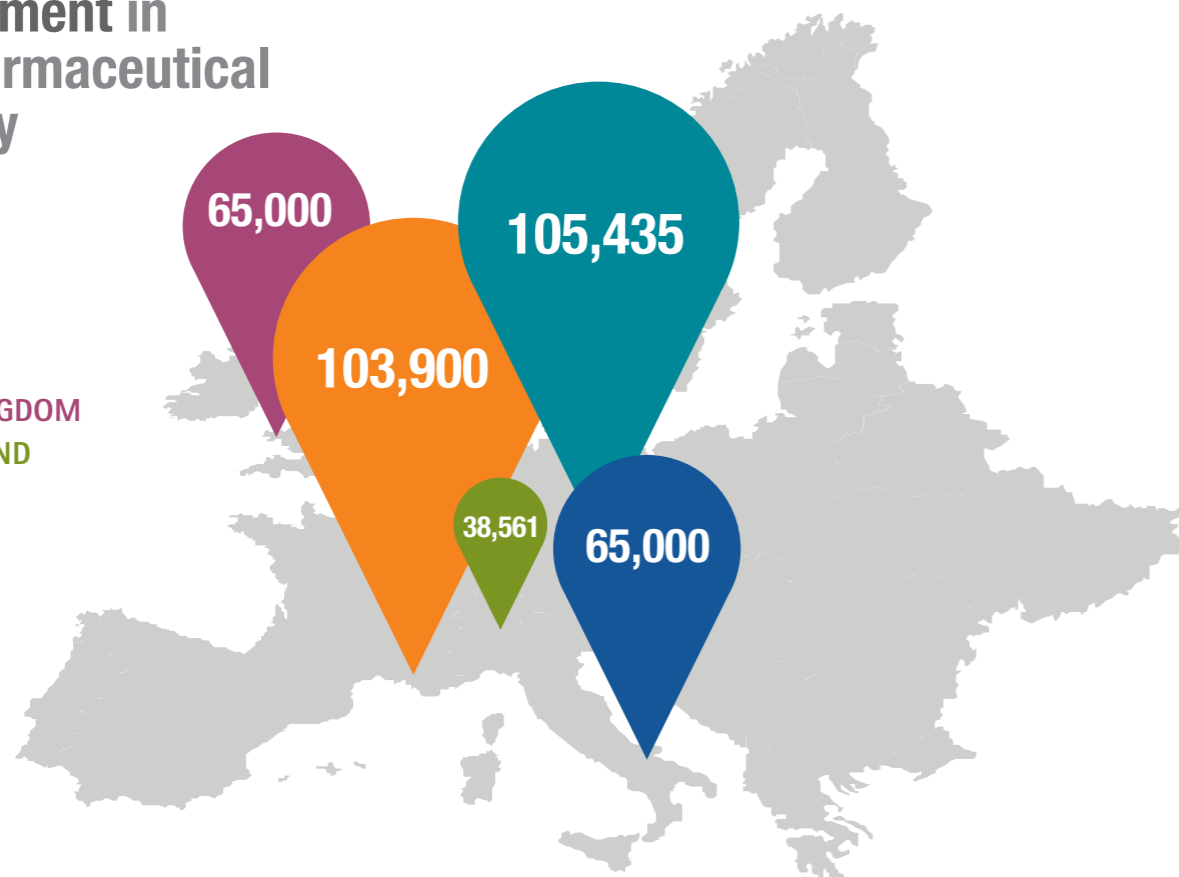 ment in
rmaceutical
y
65,000
105,435
103,900
GDOM
ND
38,561
65,000